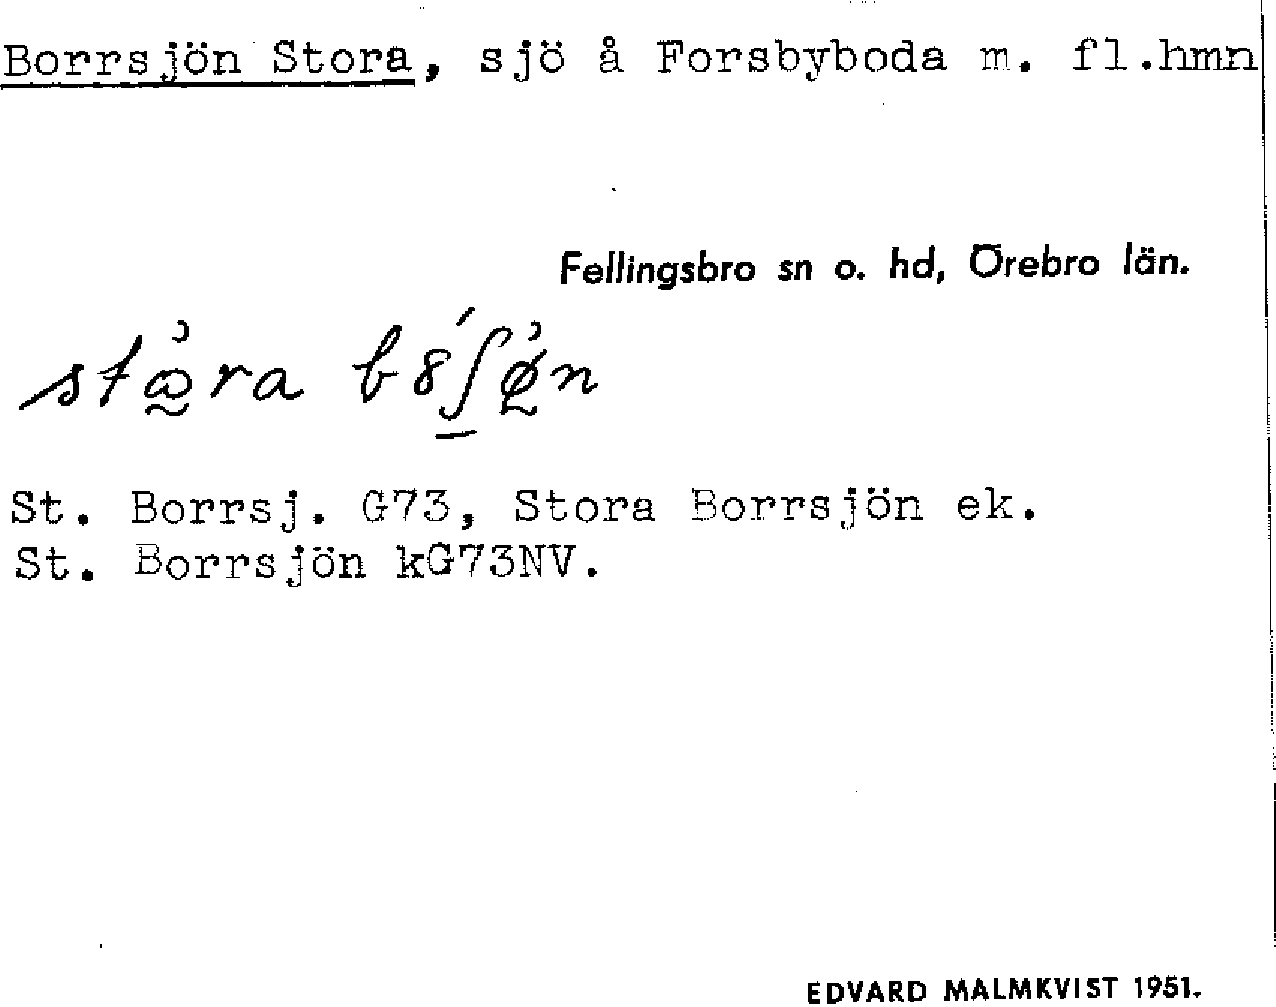 Borrsjön Stora, sjö å Forsbyboda m. fl.hmn
Fellingsbro sn o. hd, Örebro län.
St. Borrsj. G73, Stora Borrsjön ek.
St. Borrsjön kG73NV.
EDVARD MALMKVIST 1951.